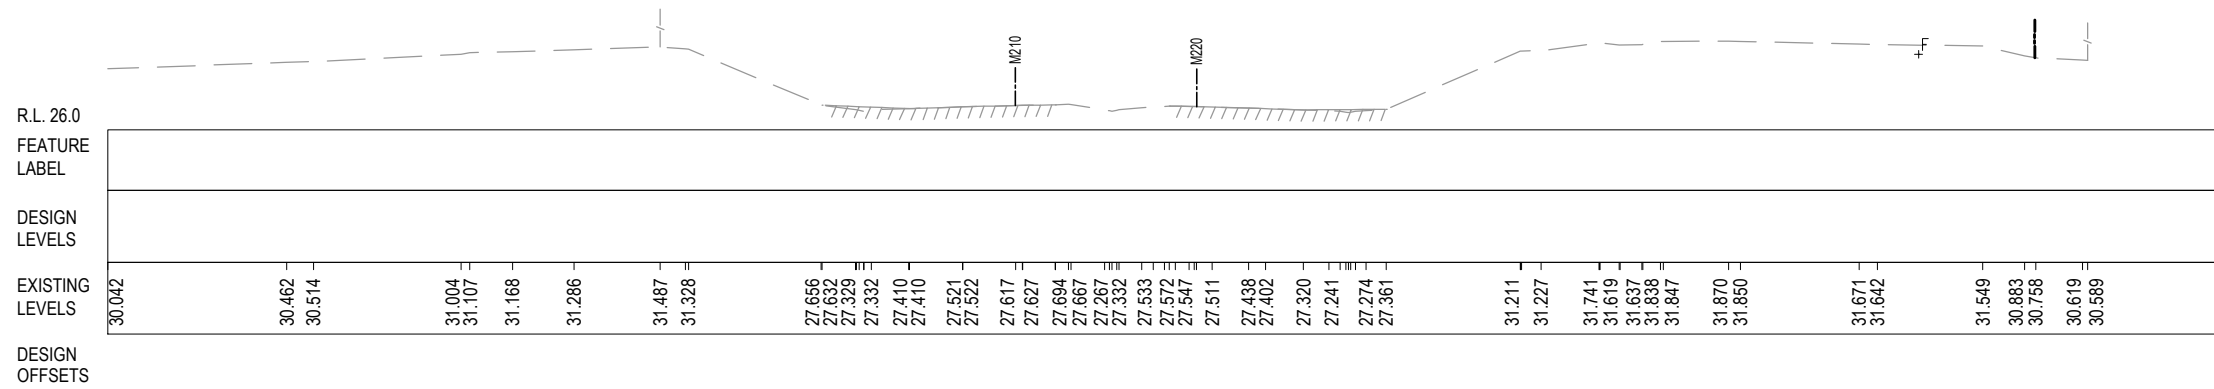 M210
M220
F
R.L. 26.0
FEATURE
LABEL
DESIGN
LEVELS
EXISTING
LEVELS
30.042 30.462 30.514 31.004 31.107 31.168 31.286 31.487 31.328 27.656 27.632 27.329 27.332 27.410 27.410 27.521 27.522 27.617 27.627 27.694 27.667 27.267 27.332 27.533 27.572 27.547 27.511 27.438 27.402 27.320 27.241 27.274 27.361 31.211 31.227 31.741 31.619 31.637 31.838 31.847 31.870 31.850 31.671 31.642 31.549 30.883 30.758 30.619 30.589
DESIGN
OFFSETS